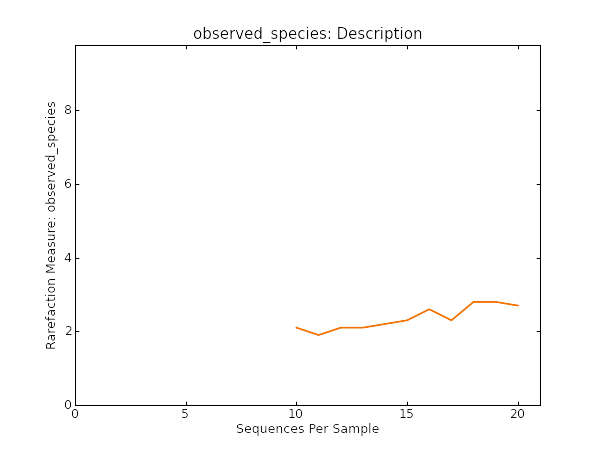 observed_species: Description
Rarefaction Measure: observed_species
8
6
4
2
0
0 5 10 15 20
Sequences Per Sample